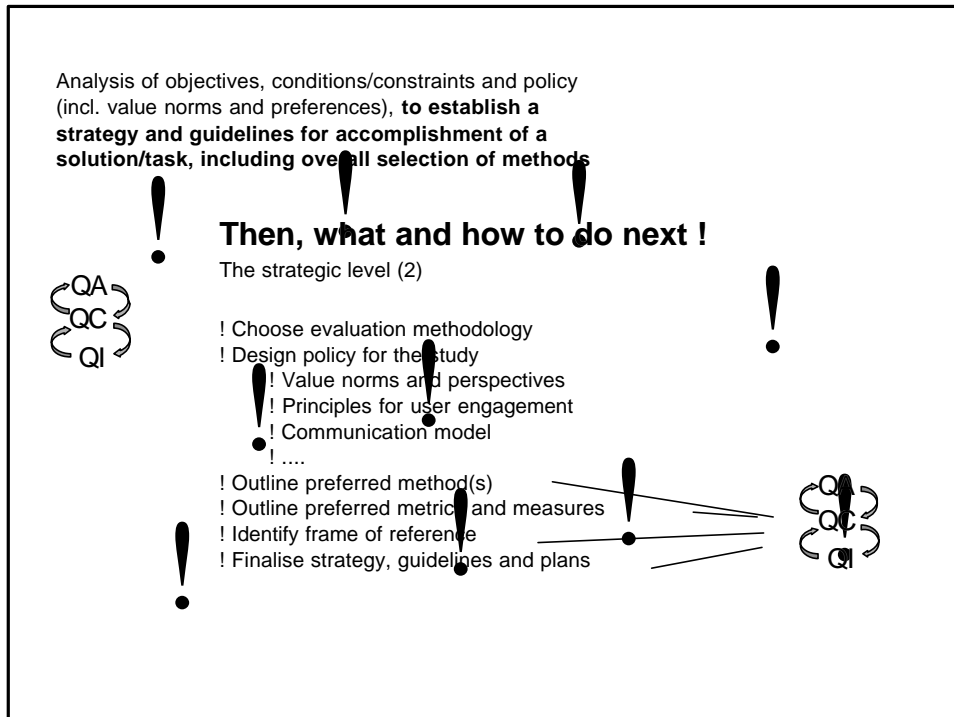 Analysis of objectives, conditions/constraints and policy
(incl. value norms and preferences), to establish a
strategy and guidelines for accomplishment of a
solution/task, including overall selection of methods
!
!
!
Then, what and how to do next !
The strategic level (2)
!
QA
QC
QI
! Choose evaluation methodology
! Design policy for the study
!
!
! Value norms and perspectives
! Principles for user engagement
! Communication model
! ....
! Outline preferred method(s)
! Outline preferred metrics and measures
! Identify frame of reference
! Finalise strategy, guidelines and plans
!
!
!
QA
QC
QI
!